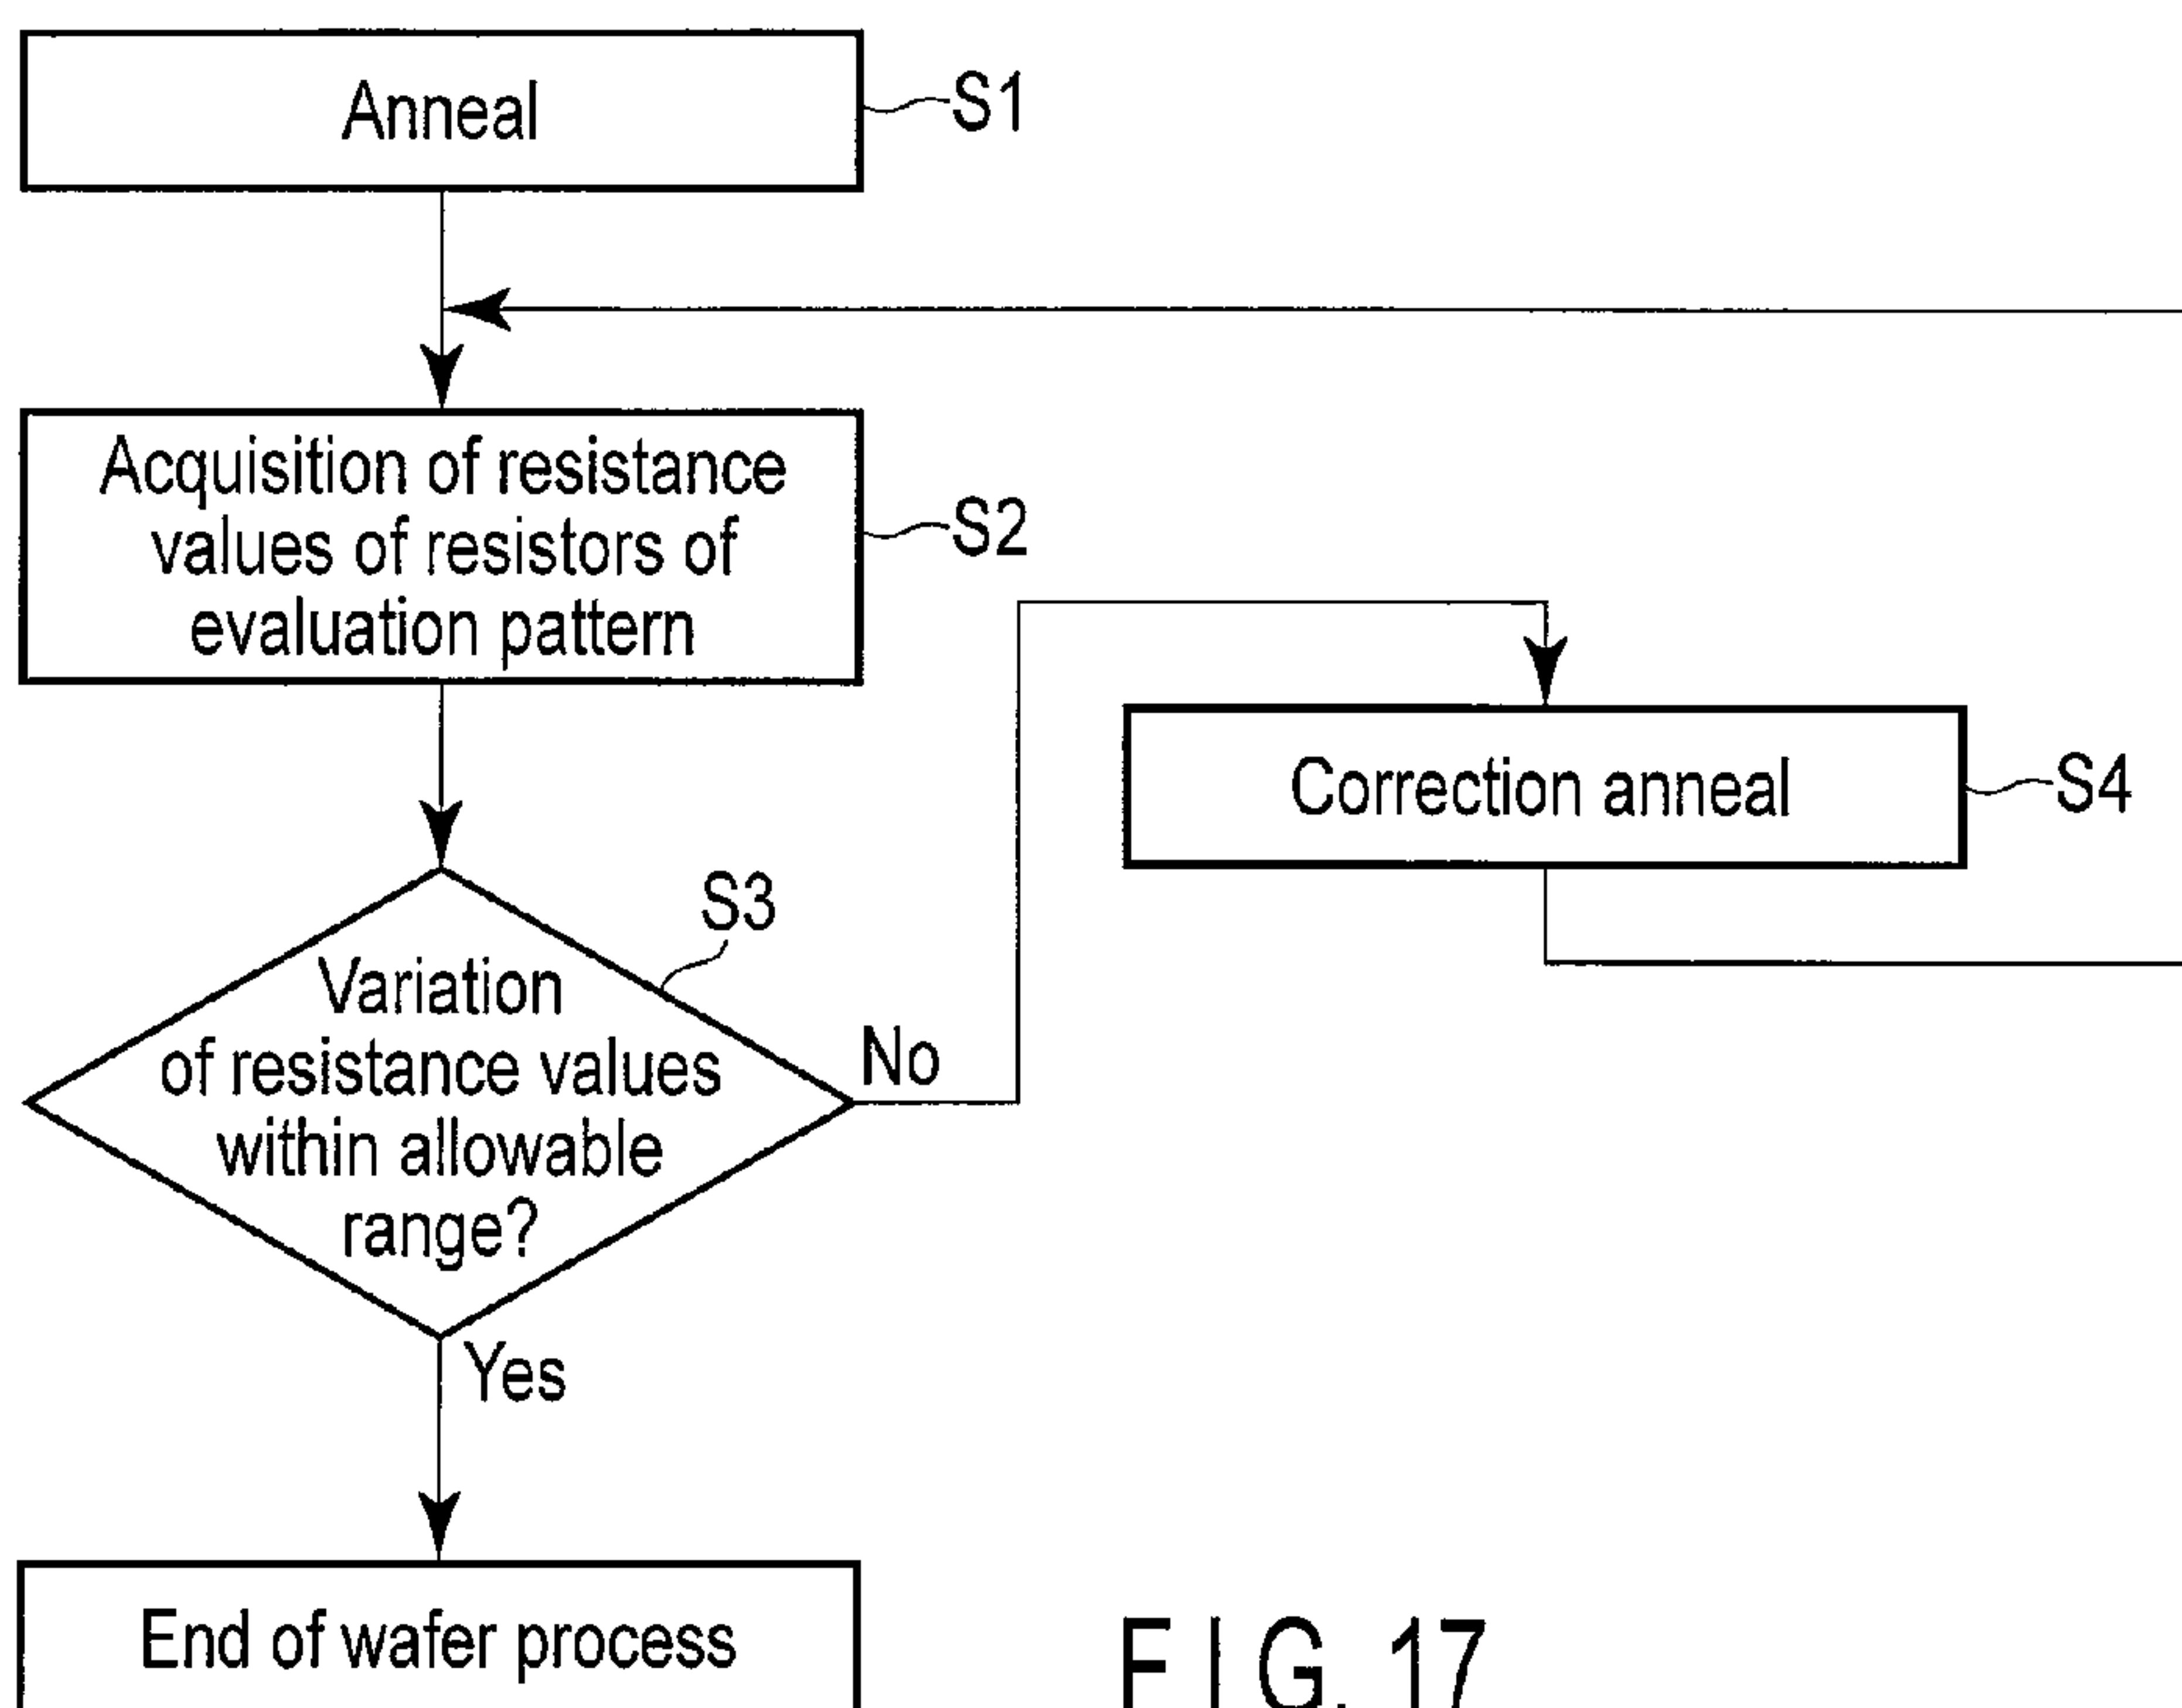 Anneal
S1
Acquisition of resistance
values of resistors of
evaluation pattern
S2
Correction anneal
S4
S3
Variation
of resistance values
within allowable
range?
No
Yes
End of wafer process
FIG. 17